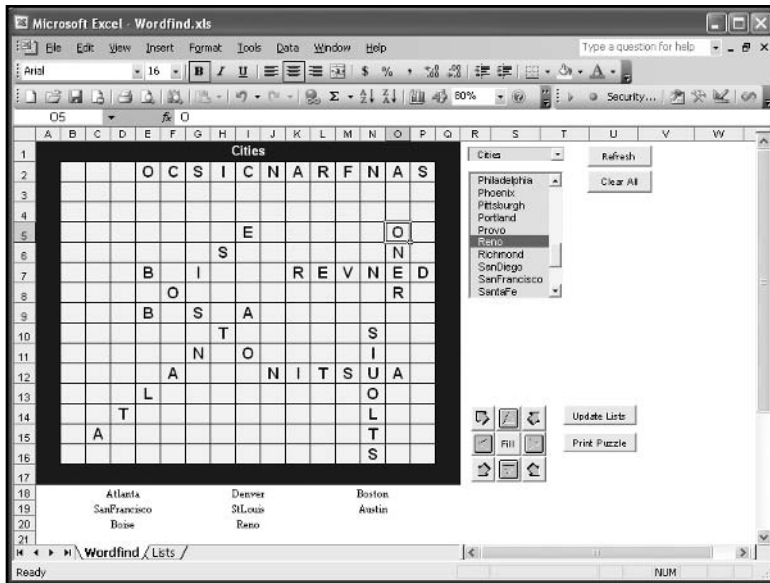 Microsoft Excel - Wordfind.xls
File Edit View Insert Format Tools Data Window Help Type a question for help
Arial 16 B I U $ % ,
Σ 80% Security...
O5 fx O
A B C D E F G H I J K L M N O P Q R S T U V W
1 Cities
2 O C S I C N A R F N A S
3
4
5 E O
6 S N
7 B I R E V N E D
8 O R
9 B S A
10 T S
11 N O I
12 A N I T S U A
13 L O
14 T L
15 A T
16 S
17
18 Atlanta Denver Boston
19 SanFrancisco StLouis Austin
20 Boise Reno
21
Cities Refresh
Clear All
Philadelphia
Phoenix
Pittsburgh
Portland
Provo
Reno
Richmond
SanDiego
SanFrancisco
SantaFe
Update Lists
Fill Print Puzzle
Wordfind Lists
Ready NUM